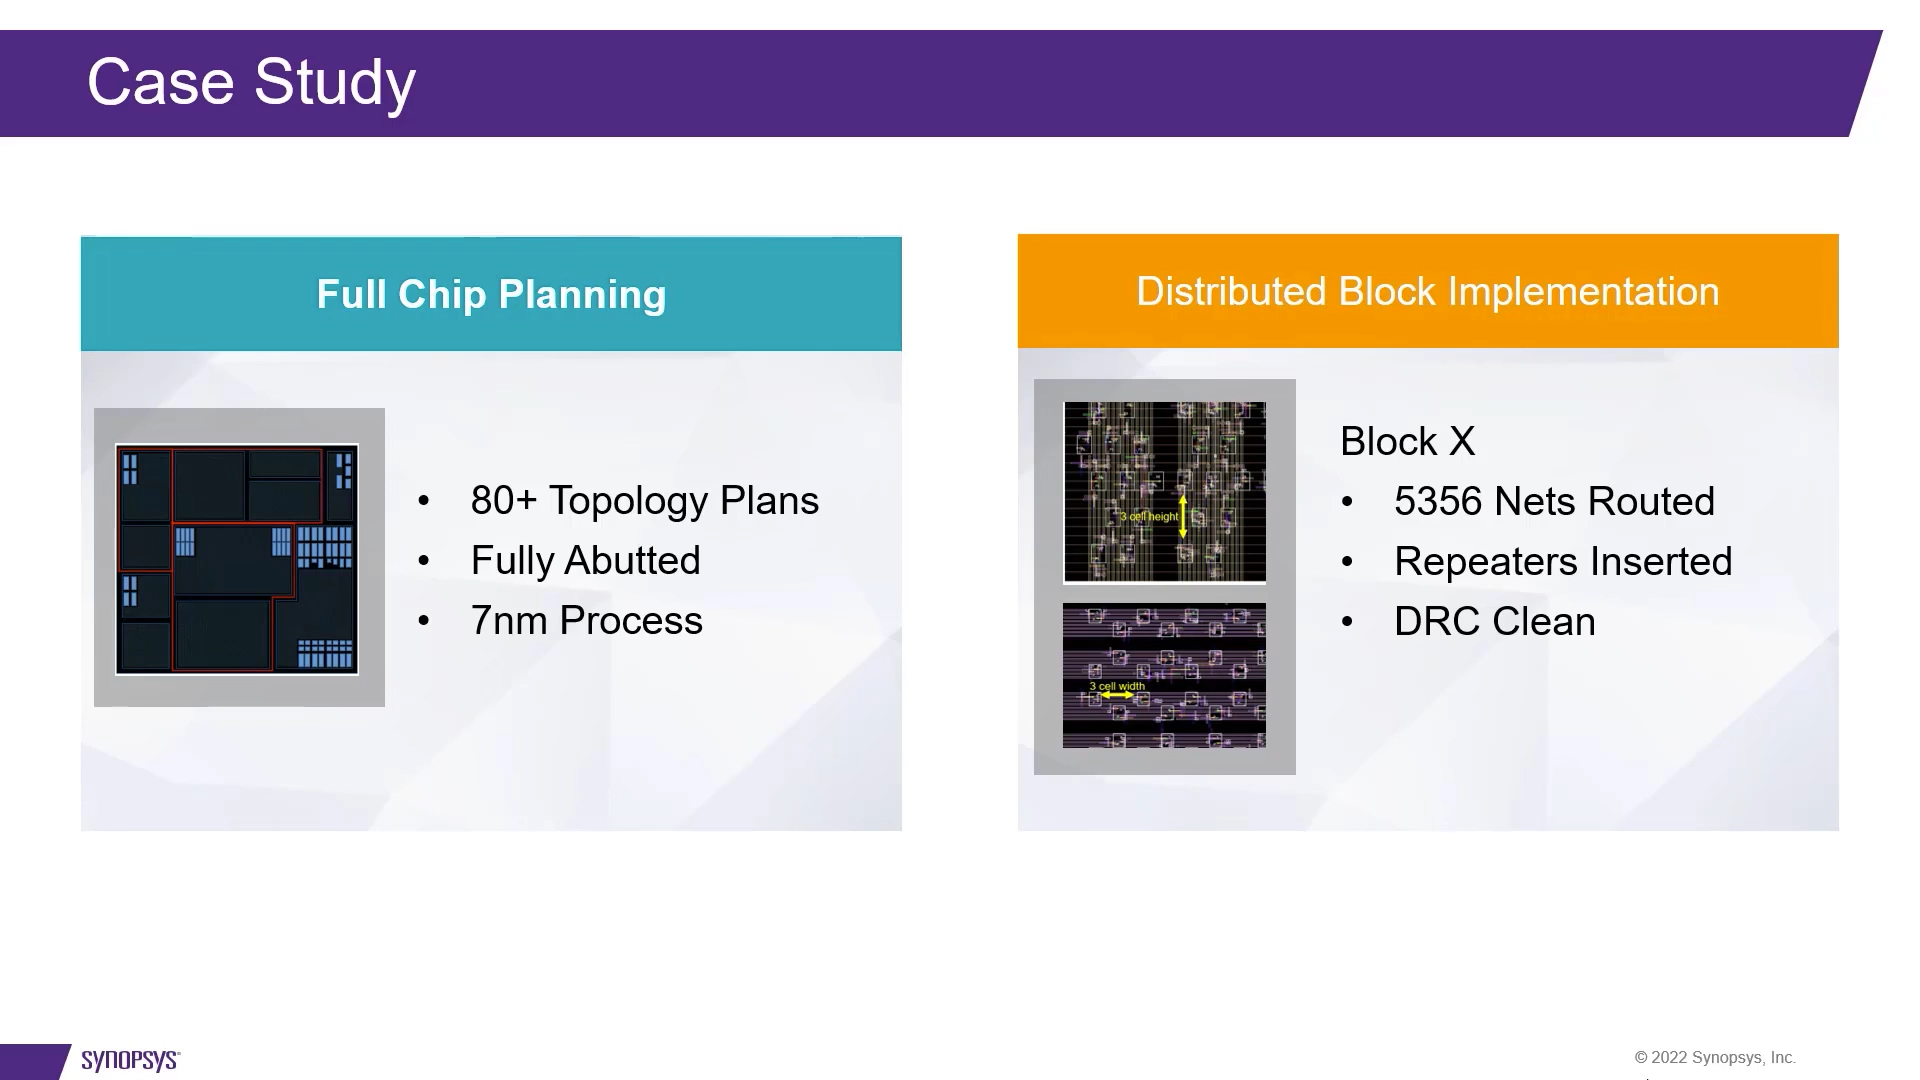 Case Study
Full Chip Planning
• 80+ Topology Plans
• Fully Abutted
• 7nm Process
Distributed Block Implementation
3 cell height
3 cell width
Block X
• 5356 Nets Routed
• Repeaters Inserted
• DRC Clean
SYNOPSYS
© 2022 Synopsys, Inc.